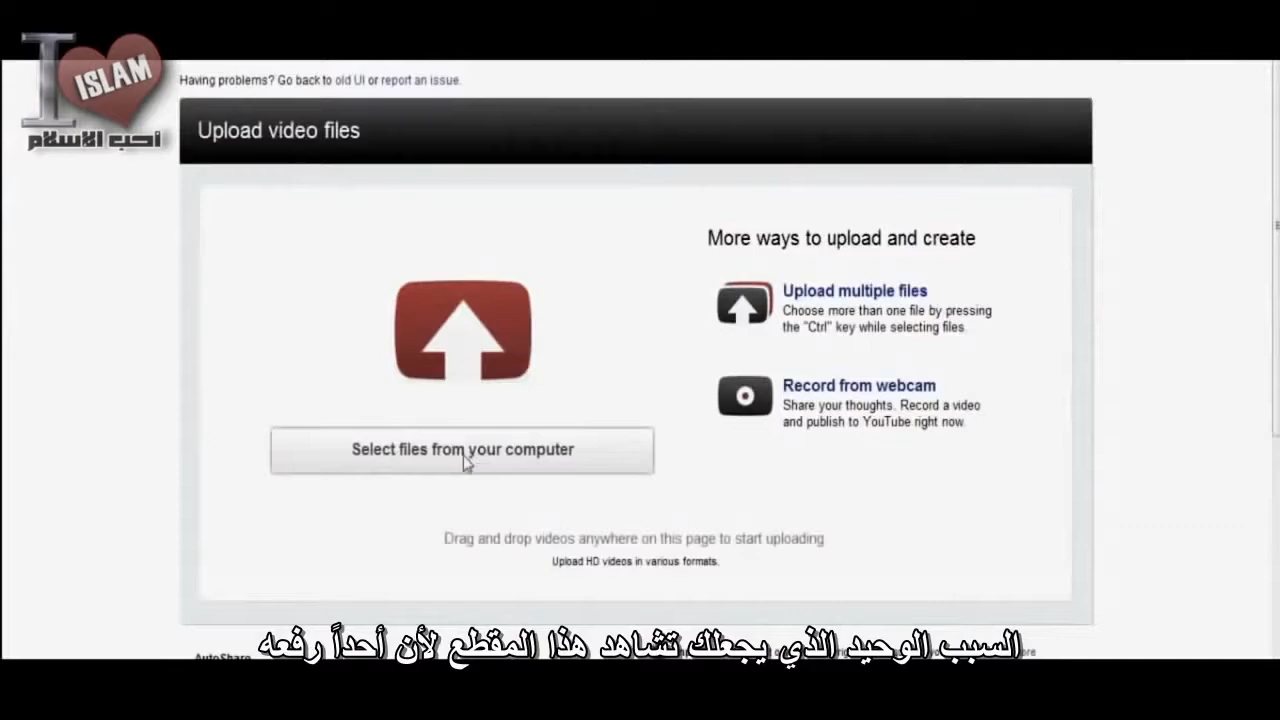 I
ISLAM
أحب الاسلام
Having problems? Go back to old UI or report an issue.
Upload video files
More ways to upload and create
Upload multiple files
Choose more than one file by pressing
the "Ctrl" key while selecting files.
Record from webcam
Share your thoughts. Record a video
and publish to YouTube right now.
Select files from your computer
Drag and drop videos anywhere on this page to start uploading
Upload HD videos in various formats.
AutoShare
السبب الوحيد الذي يجعلك تشاهد هذا المقطع لأن أحداً رفعه